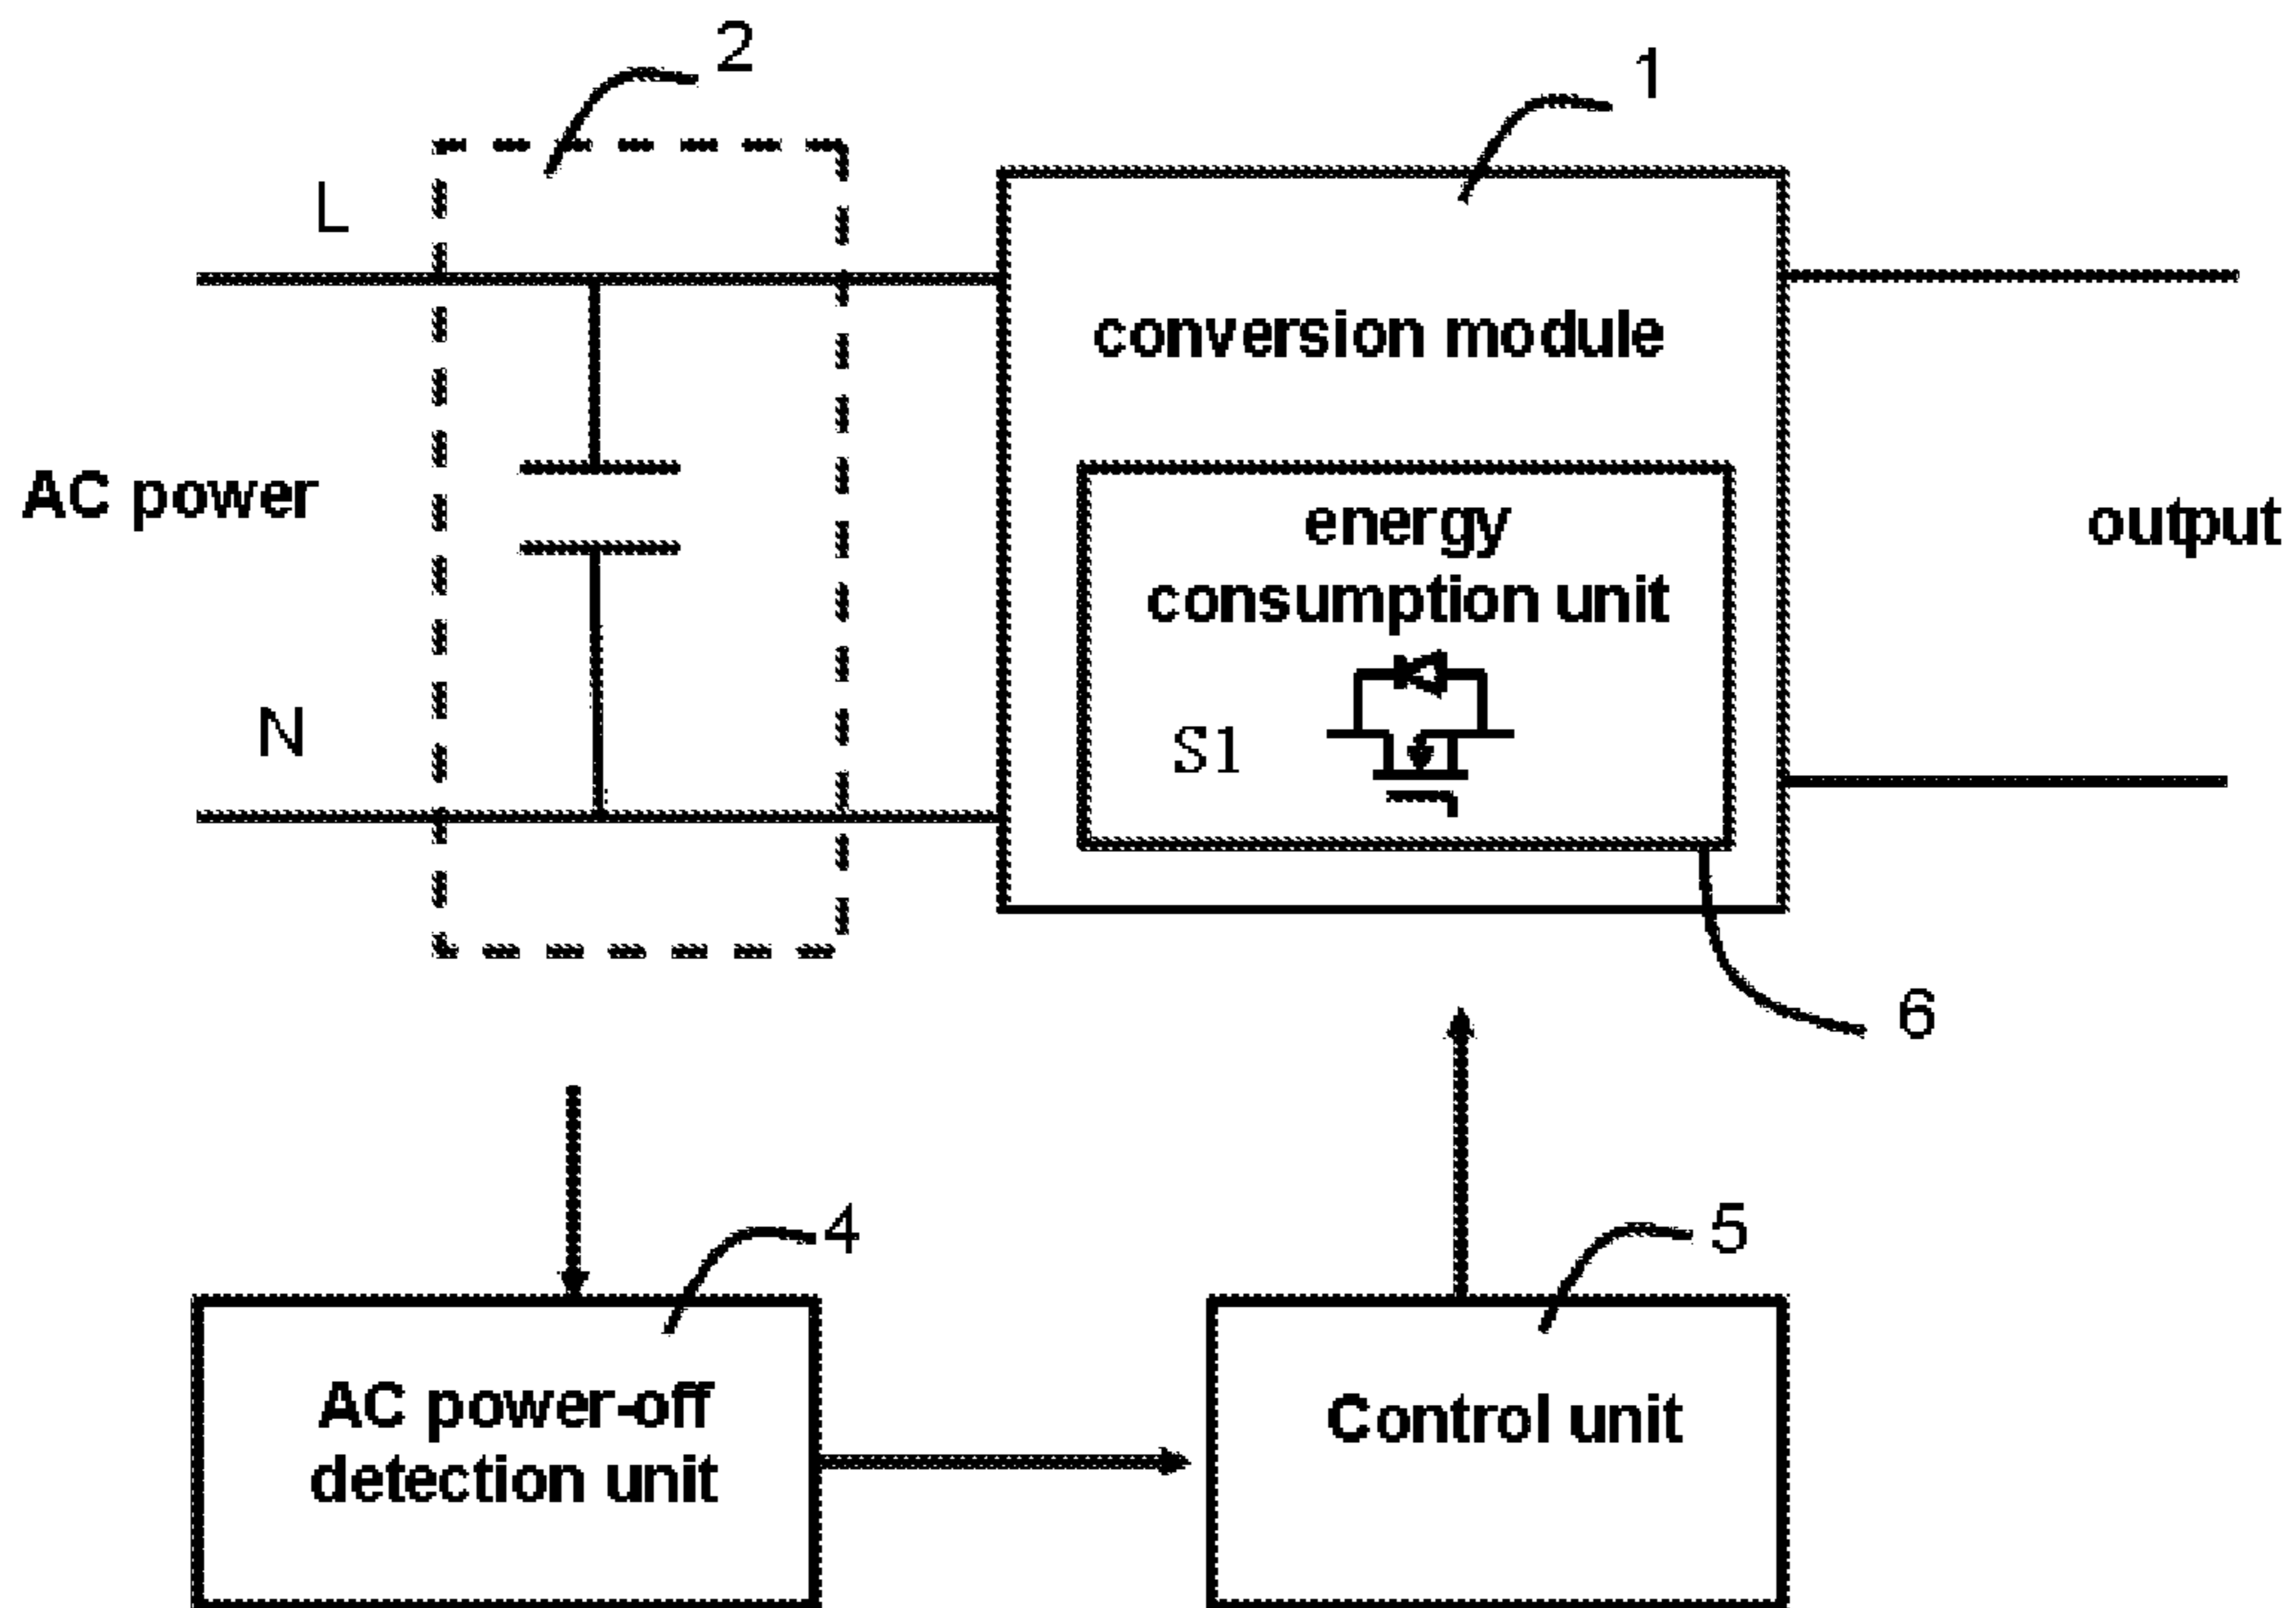 2
1
L
conversion module
AC power
energy
consumption unit
output
S1
N
6
4
5
AC power-off
detection unit
Control unit